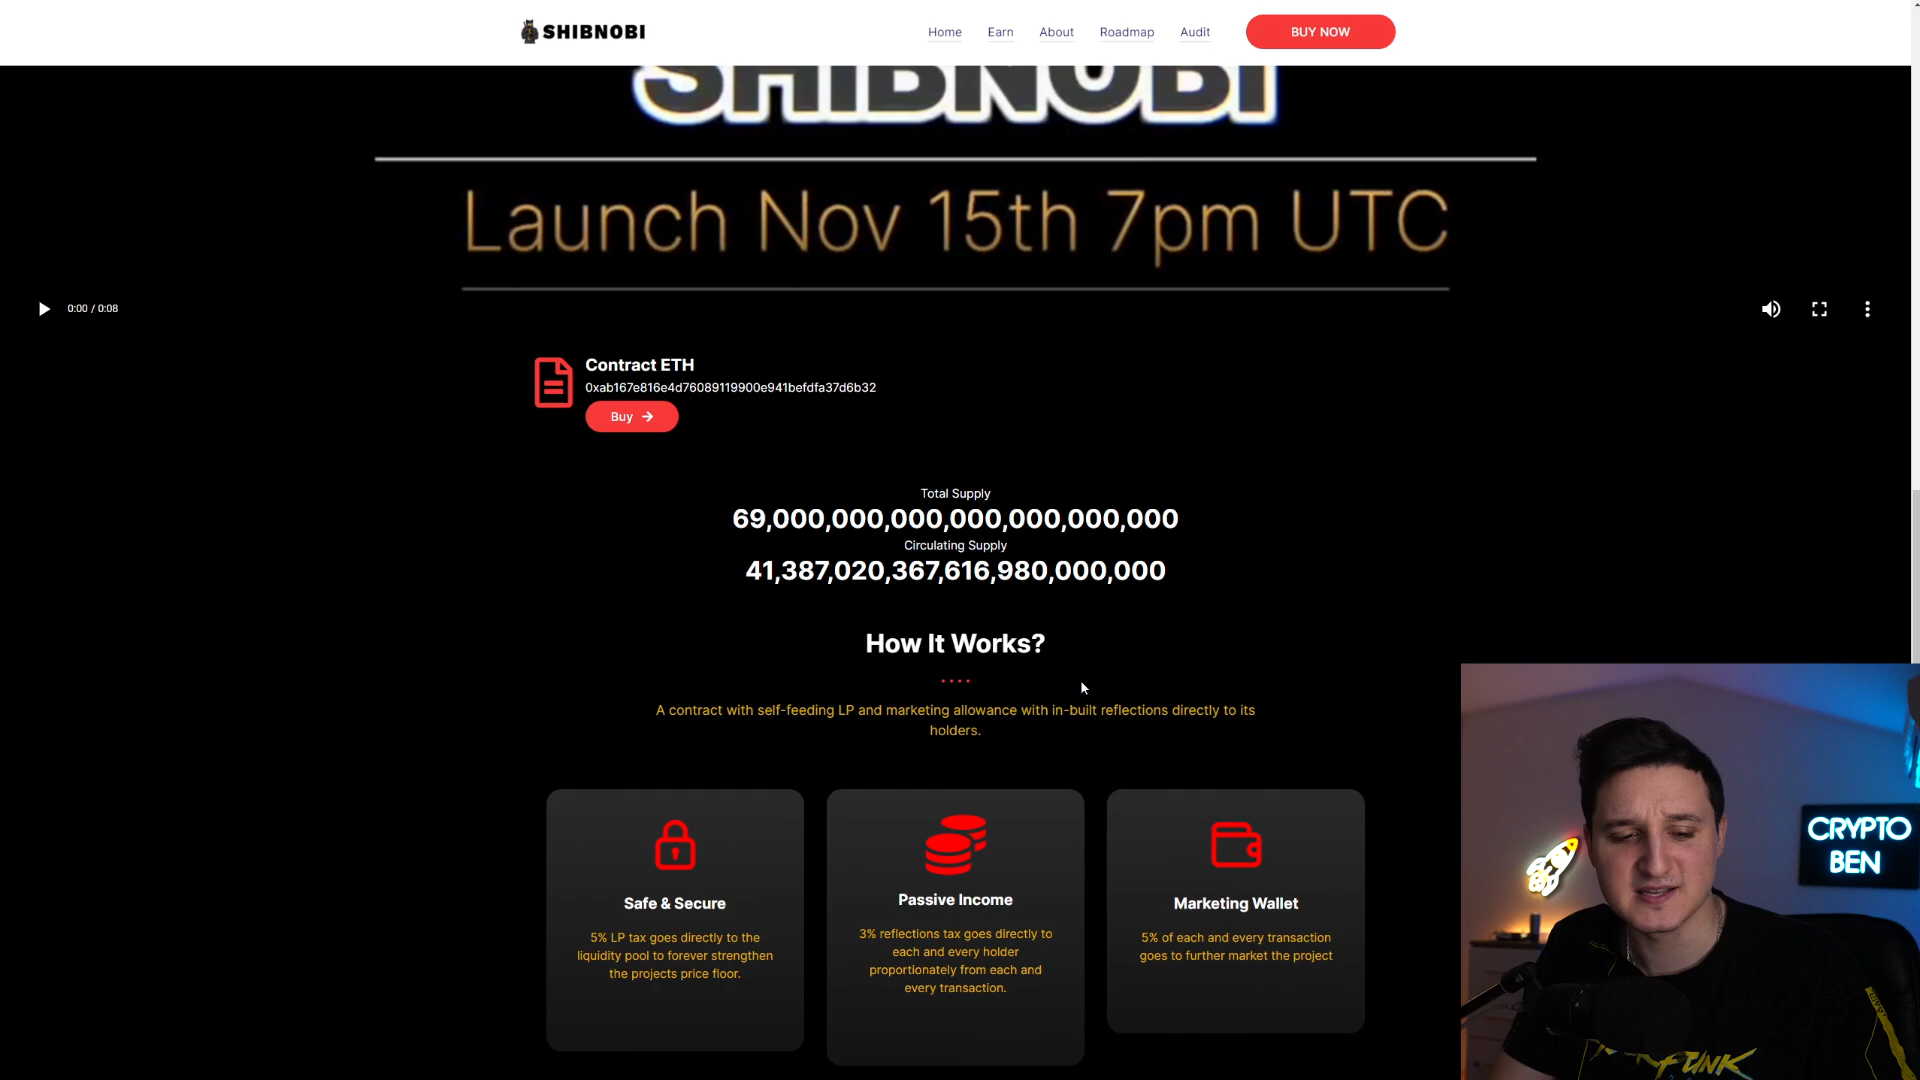 SHIBNOBI
Home
Earn
About
Roadmap
Audit
BUY NOW
SHIBNOBI
Launch Nov 15th 7pm UTC
0:00 / 0:08
Contract ETH
0xab167e816e4d76089119900e941befdfa37d6b32
Buy
Total Supply
69,000,000,000,000,000,000,000
Circulating Supply
41,387,020,367,616,980,000,000
How It Works?
A contract with self-feeding LP and marketing allowance with in-built reflections directly to its
holders.
Safe & Secure
5% LP tax goes directly to the
liquidity pool to forever strengthen
the projects price floor.
Passive Income
3% reflections tax goes directly to
each and every holder
proportionately from each and
every transaction.
Marketing Wallet
5% of each and every transaction
goes to further market the project
CRYPTO
BEN